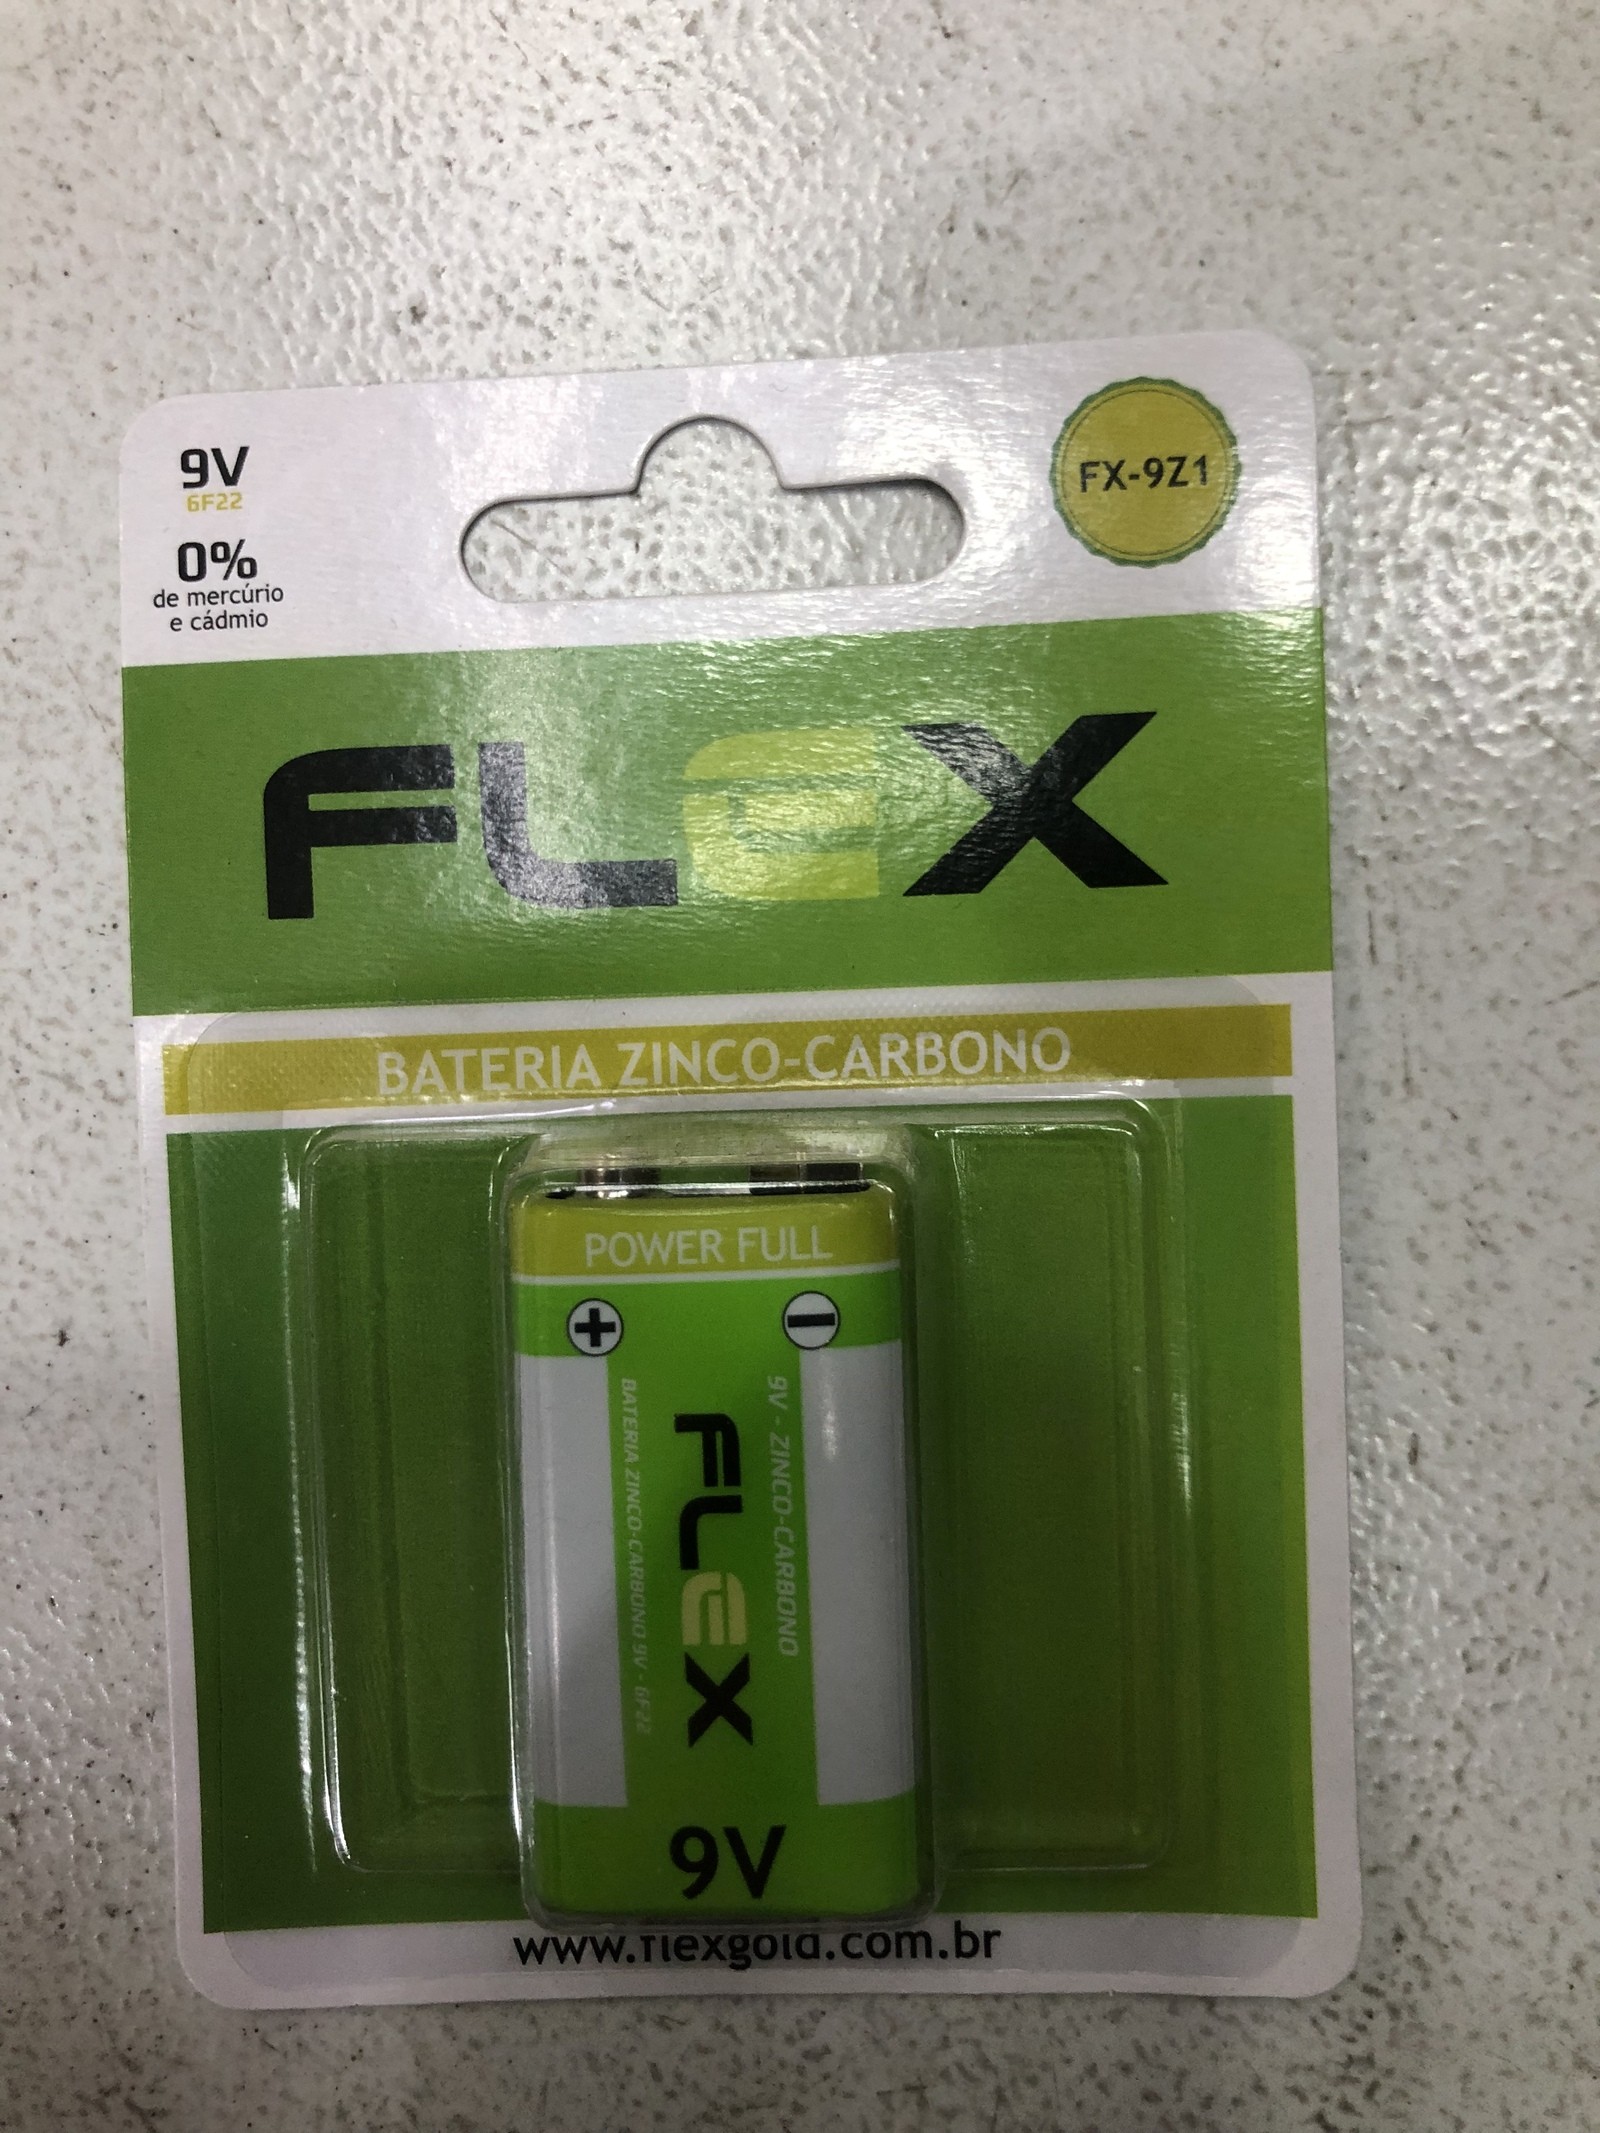 9V
6F22
0%
de mercúrio
e cádmio
FX-9Z1
FLEX
BATERIA ZINCO-CARBONO
POWER FULL
+
-
9V - ZINCO-CARBONO
FLEX
BATERIA ZINCO-CARBONO 9V - 6F22
9V
www.flexgold.com.br